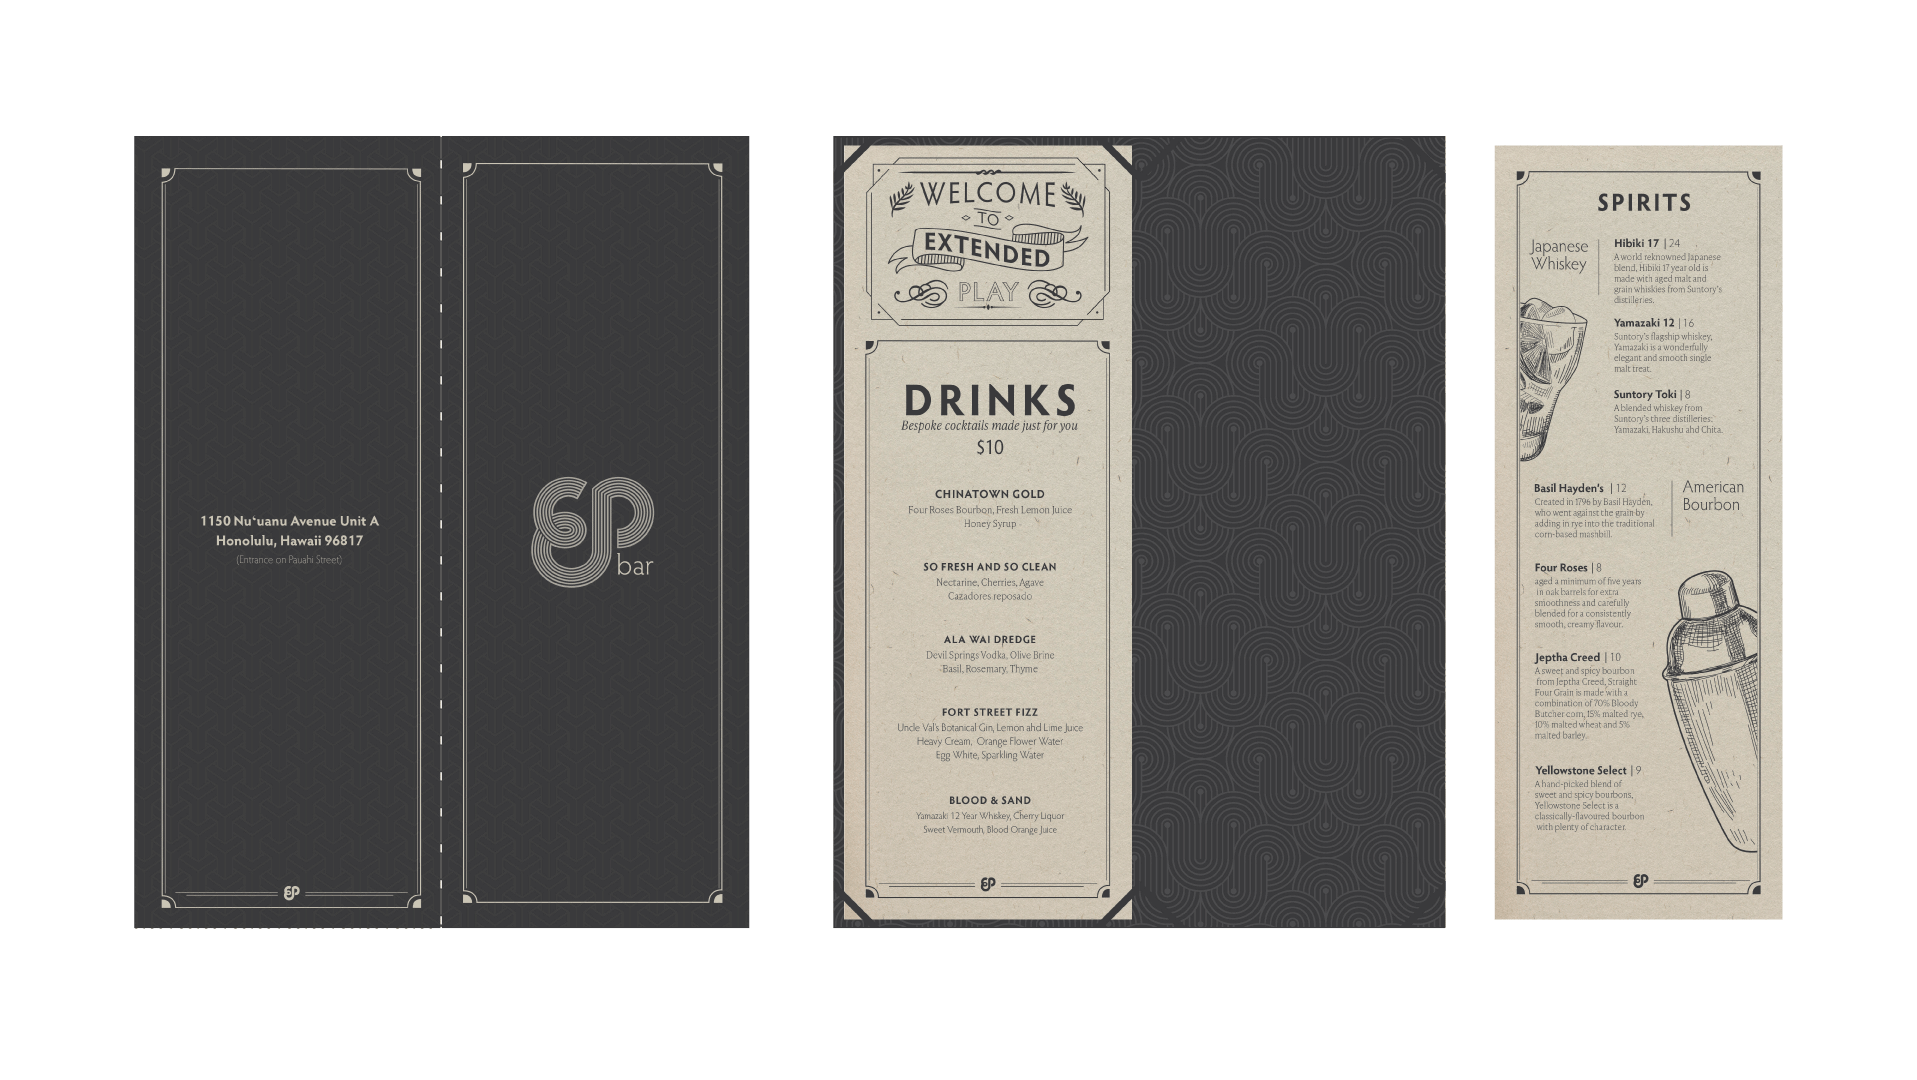 1150 Nuʻuanu Avenue Unit A
Honolulu, Hawaii 96817
(Entrance on Pauahi Street)
EP
bar
EP
WELCOME
TO
EXTENDED
PLAY
DRINKS
Bespoke cocktails made just for you
$10
CHINATOWN GOLD
Four Roses Bourbon, Fresh Lemon Juice
Honey Syrup
SO FRESH AND SO CLEAN
Nectarine, Cherries, Agave
Cazadores reposado
ALA WAI DREDGE
Devil Springs Vodka, Olive Brine
Basil, Rosemary, Thyme
FORT STREET FIZZ
Uncle Val's Botanical Gin, Lemon and Lime Juice
Heavy Cream, Orange Flower Water
Egg White, Sparkling Water
BLOOD & SAND
Yamazaki 12 Year Whiskey, Cherry Liquor
Sweet Vermouth, Blood Orange Juice
EP
SPIRITS
Japanese
Whiskey
Hibiki 17 | 24
A world reknowned Japanese
blend, Hibiki 17 year old is
made with aged malt and
grain whiskies from Suntory's
distilleries.
Yamazaki 12 | 16
Suntory's flagship whiskey,
Yamazaki is a wonderfully
elegant and smooth single
malt treat.
Suntory Toki | 8
A blended whiskey from
Suntory's three distilleries:
Yamazaki, Hakushu and Chita.
American
Bourbon
Basil Hayden's | 12
Created in 1796 by Basil Hayden,
who went against the grain by
adding in rye into the traditional
corn-based mashbill.
Four Roses | 8
aged a minimum of five years
in oak barrels for extra
smoothness and carefully
blended for a consistently
smooth, creamy flavour.
Jeptha Creed | 10
A sweet and spicy bourbon
from Jeptha Creed, Straight
Four Grain is made with a
combination of 70% Bloody
Butcher corn, 15% malted rye,
10% malted wheat and 5%
malted barley.
Yellowstone Select | 9
A hand-picked blend of
sweet and spicy bourbons,
Yellowstone Select is a
classically-flavoured bourbon
with plenty of character.
EP